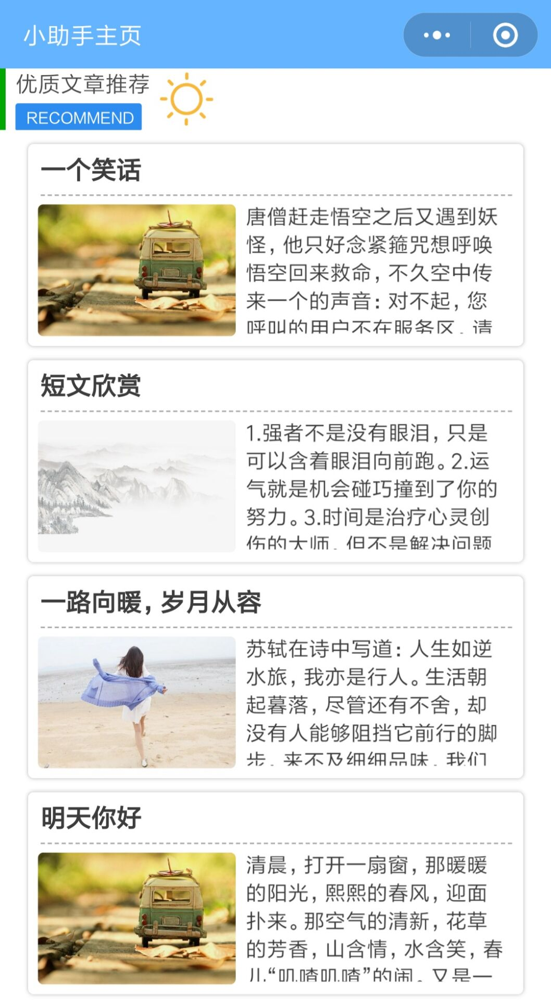 小助手主页
优质文章推荐
RECOMMEND
一个笑话
唐僧赶走悟空之后又遇到妖
怪，他只好念紧箍咒想呼唤
悟空回来救命，不久空中传
来一个的声音：对不起，您
呼叫的用户不在服务区，请
短文欣赏
1.强者不是没有眼泪，只是
可以含着眼泪向前跑。2.运
气就是机会碰巧撞到了你的
努力。3.时间是治疗心灵创
伤的大师，但不是解决问题
一路向暖，岁月从容
苏轼在诗中写道：人生如逆
水旅，我亦是行人。生活朝
起暮落，尽管还有不舍，却
没有人能够阻挡它前行的脚
步，来不及细细品味，我们
明天你好
清晨，打开一扇窗，那暖暖
的阳光，熙熙的春风，迎面
扑来。那空气的清新，花草
的芳香，山含情，水含笑，春
儿“叽喳叽喳”的闹。又是一